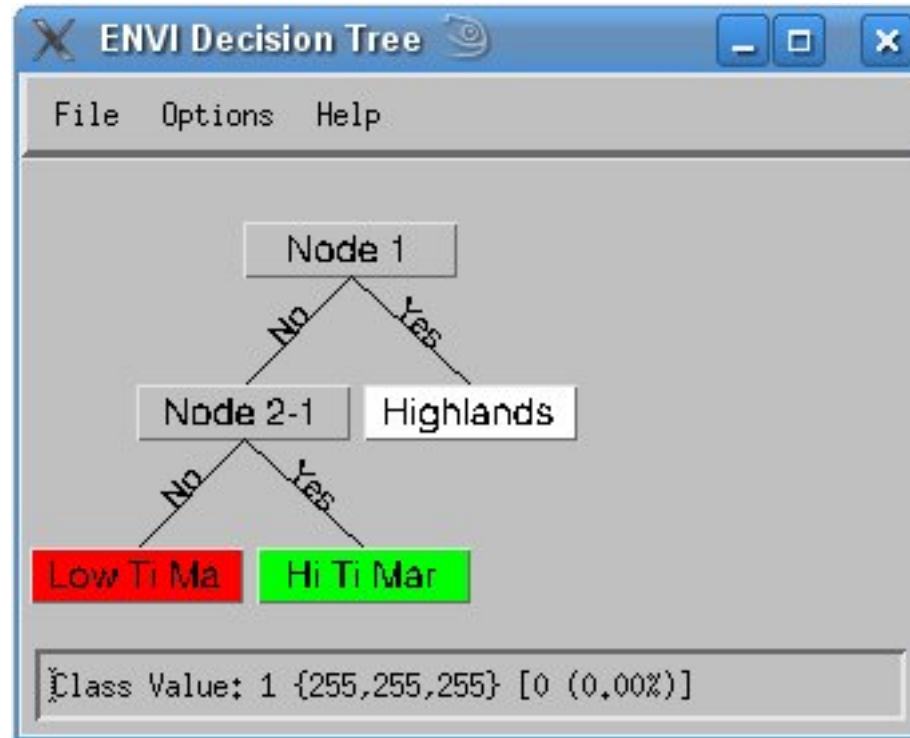 ENVI Decision Tree
File Options Help
Node 1
No Yes
Node 2-1 Highlands
No Yes
Low Ti Ma Hi Ti Mar
Class Value: 1 {255,255,255} [0 (0.00%)]